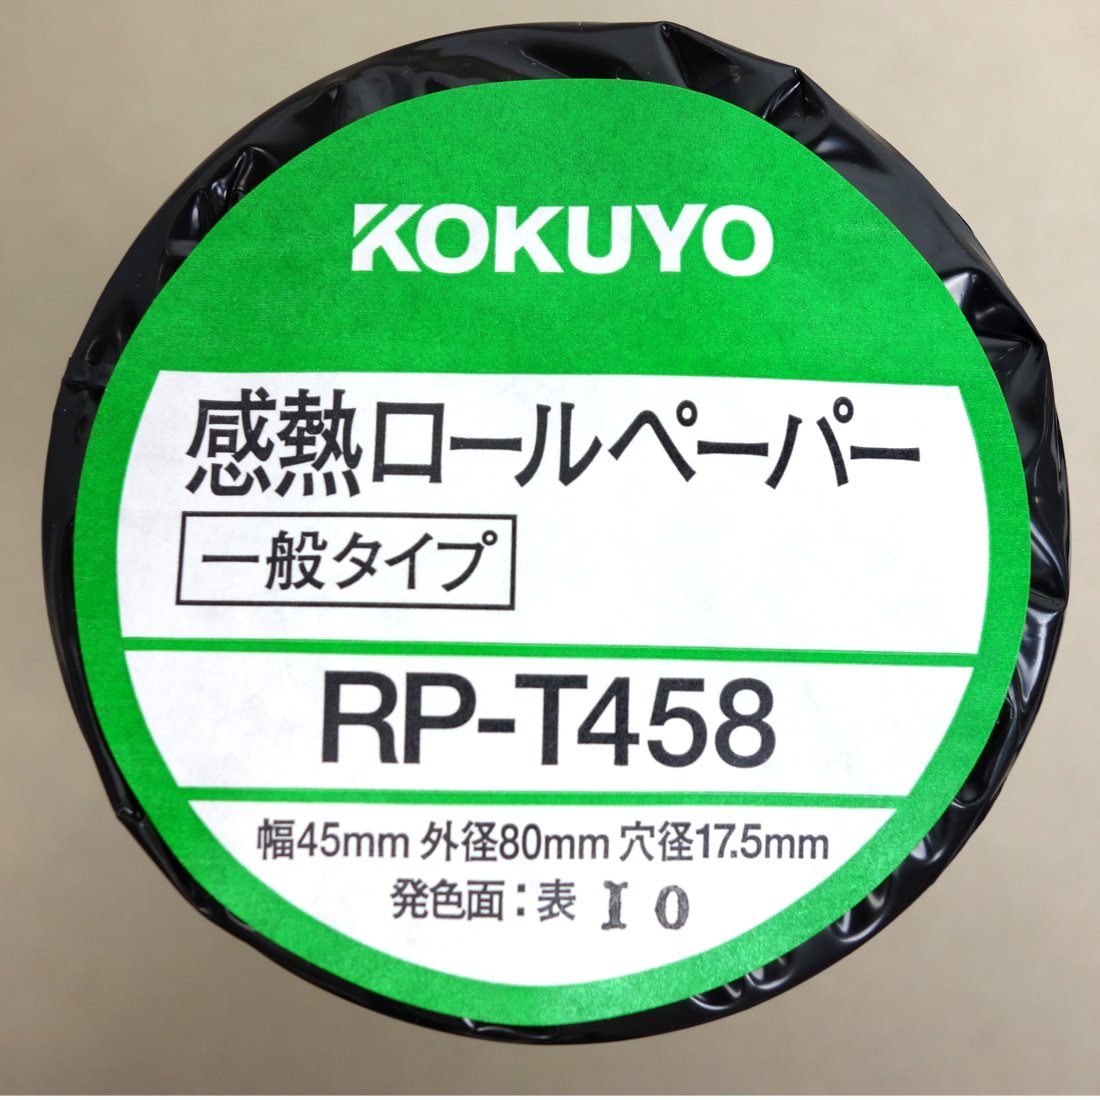 KOKUYO
感熱ロールペーパー
一般タイプ
RP-T458
幅45mm 外径80mm 穴径17.5mm
発色面：表 I O